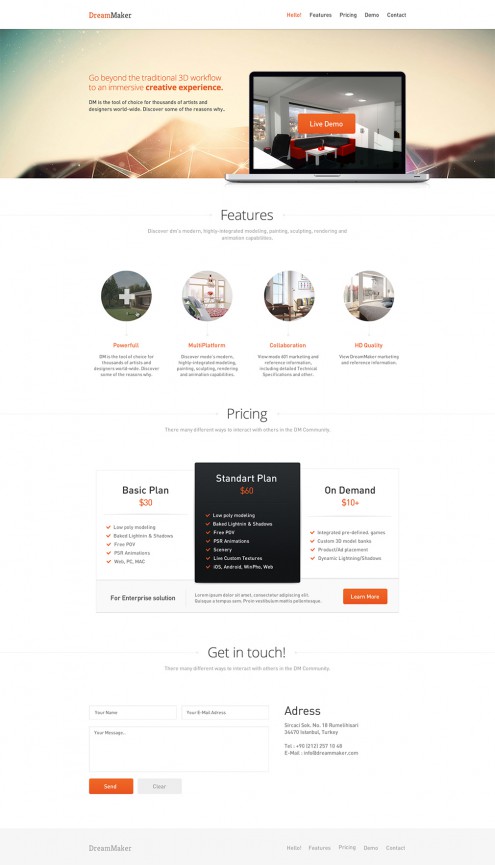 DreamMaker
Hello! Features Pricing Demo Contact
Go beyond the traditional 3D workflow
to an immersive creative experience.
DM is the tool of choice for thousands of artists and
designers world-wide. Discover some of the reasons why..
Live Demo
Features
Discover dm's modern, highly-integrated modeling, painting, sculpting, rendering and
animation capabilities.
Powerfull
DM is the tool of choice for
thousands of artists and
designers world-wide. Discover
some of the reasons why.
MultiPlatform
Discover modo's modern,
highly-integrated modeling,
painting, sculpting, rendering
and animation capabilities.
Collaboration
View modo 601 marketing and
reference information,
including detailed Technical
Specifications and other.
HD Quality
View DreamMaker marketing
and reference information.
Pricing
There many different ways to interact with others in the DM Community.
Basic Plan
$30
Low poly modeling
Baked Lightnin & Shadows
Free POV
PSR Animations
Web, PC, MAC
Standart Plan
$60
Low poly modeling
Baked Lightnin & Shadows
Free POV
PSR Animations
Scenery
Live Custom Textures
iOS, Android, WinPho, Web
On Demand
$10+
Integrated pre-defined, games
Custom 3D model banks
Product/Ad placement
Dynamic Lightning/Shadows
For Enterprise solution
Lorem ipsum dolor sit amet, consectetur adipiscing elit.
Quisque a tempus sem. Proin vestibulum mattis pellentesque.
Learn More
Get in touch!
There many different ways to interact with others in the DM Community.
Your Name
Your E-Mail Adress
Your Message..
Send
Clear
Adress
Sircaci Sok. No. 18 Rumelihisari
34470 Istanbul, Turkey
Tel : +90 (212) 257 18 48
E-Mail : info@dreammaker.com
DreamMaker
Hello! Features Pricing Demo Contact